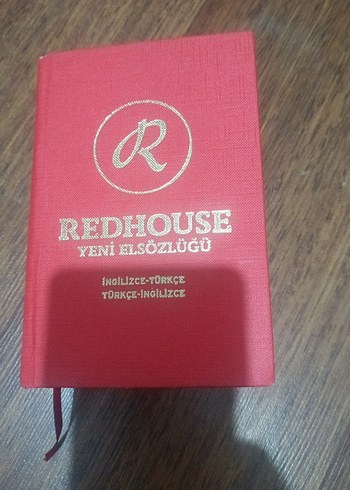 R
REDHOUSE
YENİ ELSÖZLÜĞÜ
İNGİLİZCE-TÜRKÇE
TÜRKÇE-İNGİLİZCE